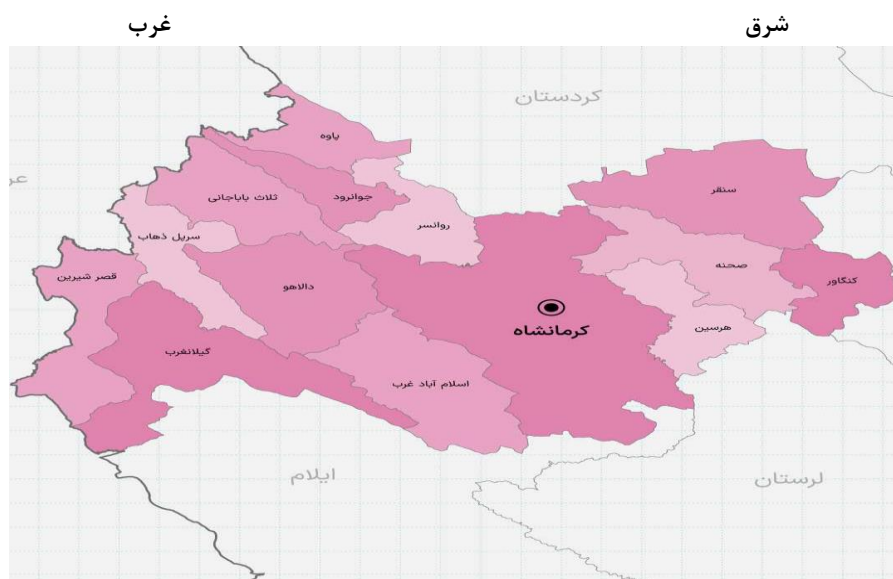 شرق
غرب
کردستان
پاوه
سنقر
جوانرود
ثلاث باباجانی
روانسر
سرپل ذهاب
صحنه
قصر شیرین
دالاهو
کنگاور
هرسین
کرمانشاه
گیلانغرب
اسلام آباد غرب
ایلام
لرستان